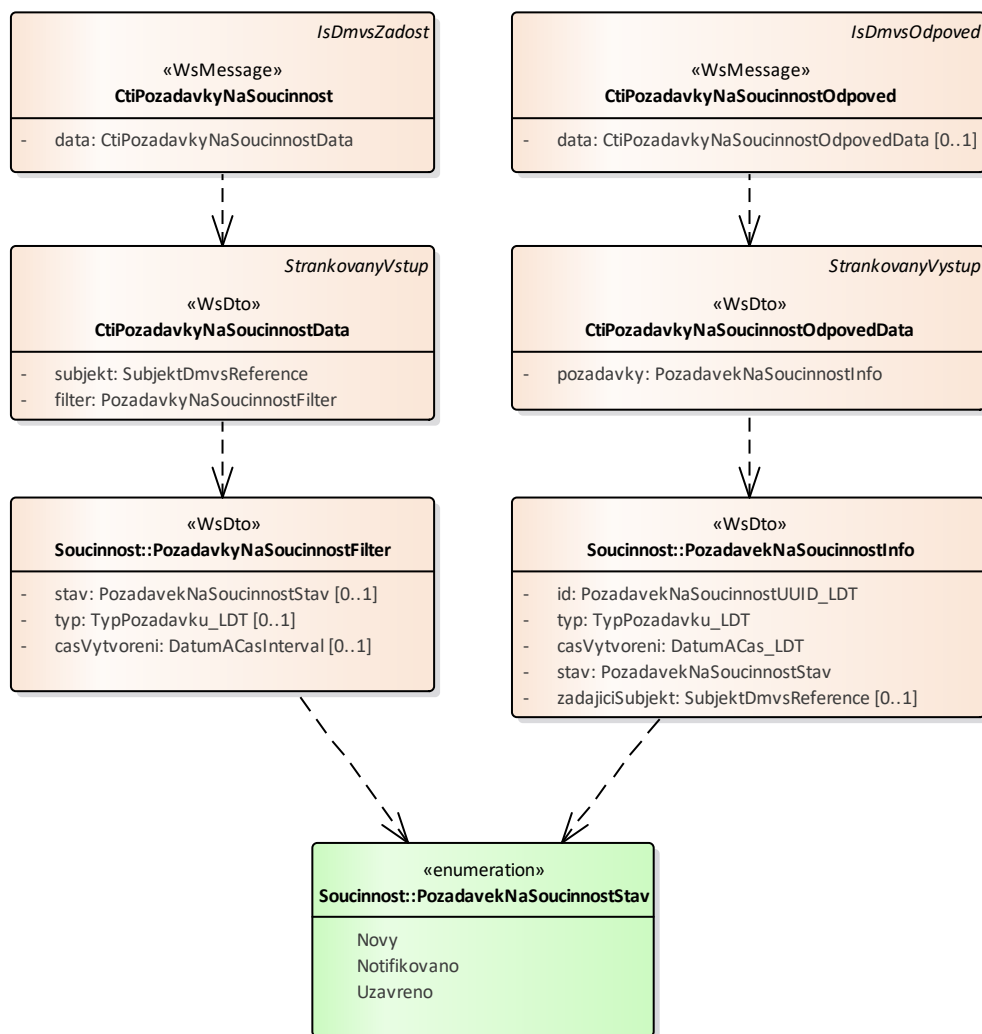 IsDmvsZadost
«WsMessage»
CtiPozadavkyNaSoucinnost
- data: CtiPozadavkyNaSoucinnostData
IsDmvsOdpoved
«WsMessage»
CtiPozadavkyNaSoucinnostOdpoved
- data: CtiPozadavkyNaSoucinnostOdpovedData [0..1]
StrankovanyVstup
«WsDto»
CtiPozadavkyNaSoucinnostData
- subjekt: SubjektDmvsReference
- filter: PozadavkyNaSoucinnostFilter
StrankovanyVystup
«WsDto»
CtiPozadavkyNaSoucinnostOdpovedData
- pozadavky: PozadavekNaSoucinnostInfo
«WsDto»
Soucinnost::PozadavkyNaSoucinnostFilter
- stav: PozadavekNaSoucinnostStav [0..1]
- typ: TypPozadavku_LDT [0..1]
- casVytvoreni: DatumACasInterval [0..1]
«WsDto»
Soucinnost::PozadavekNaSoucinnostInfo
- id: PozadavekNaSoucinnostUUID_LDT
- typ: TypPozadavku_LDT
- casVytvoreni: DatumACas_LDT
- stav: PozadavekNaSoucinnostStav
- zadajiciSubjekt: SubjektDmvsReference [0..1]
«enumeration»
Soucinnost::PozadavekNaSoucinnostStav
Novy
Notifikovano
Uzavreno